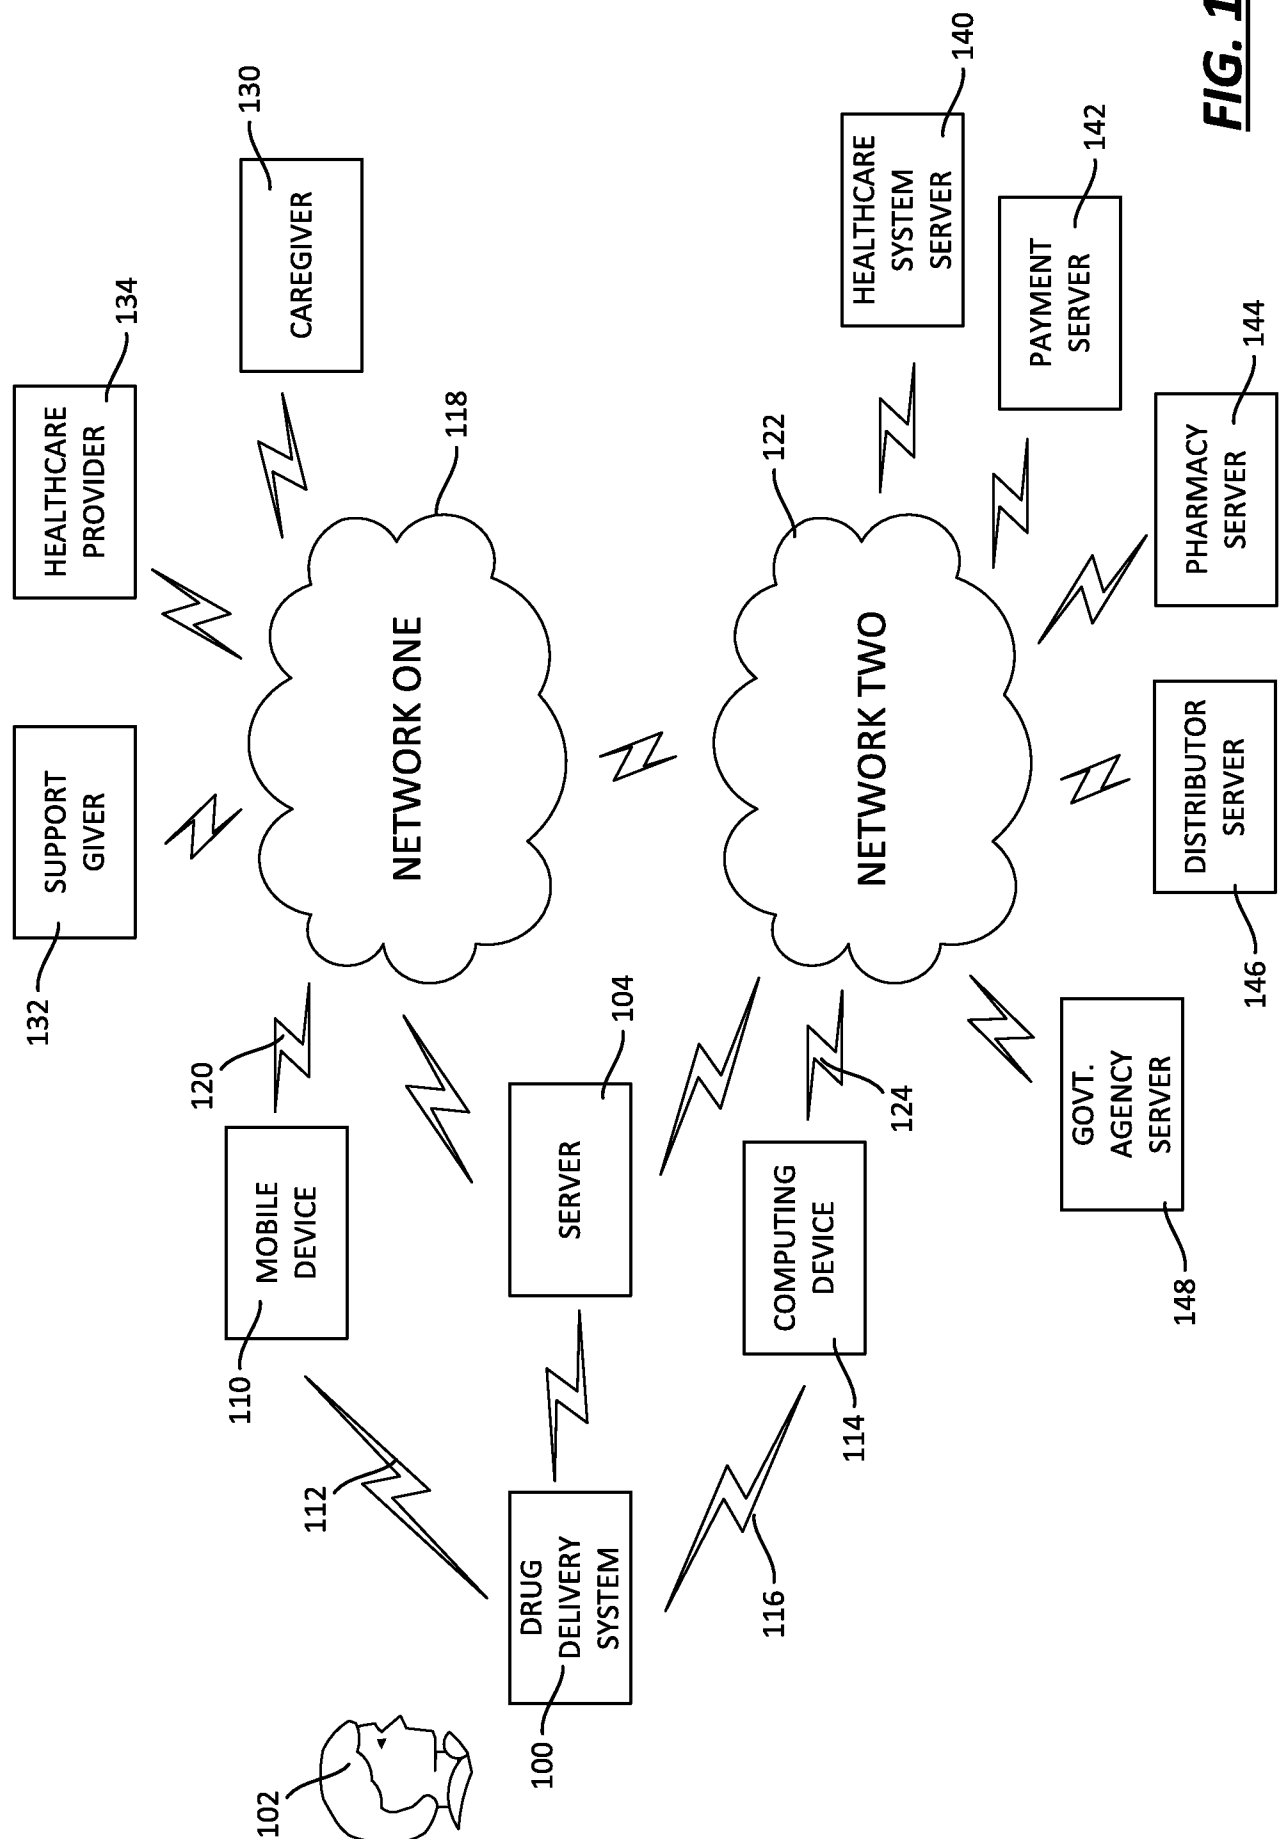 102
100
DRUG
DELIVERY
SYSTEM
112
116
110
MOBILE
DEVICE
SERVER
104
114
COMPUTING
DEVICE
120
124
132
SUPPORT
GIVER
HEALTHCARE
PROVIDER
134
CAREGIVER
130
NETWORK ONE
118
NETWORK TWO
122
HEALTHCARE
SYSTEM
SERVER
140
PAYMENT
SERVER
142
PHARMACY
SERVER
144
DISTRIBUTOR
SERVER
146
GOVT.
AGENCY
SERVER
148
FIG. 1